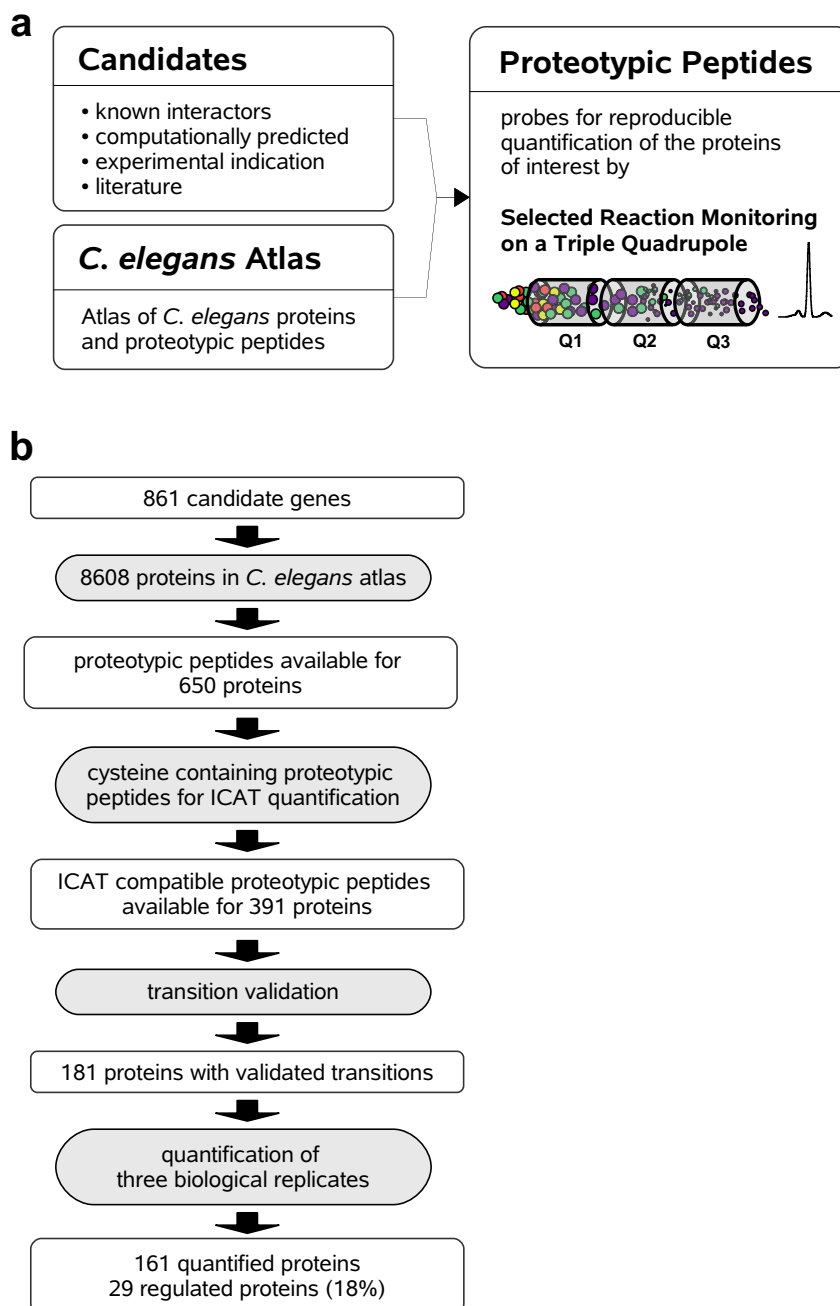 a
Candidates
• known interactors
• computationally predicted
• experimental indication
• literature
C. elegans Atlas
Atlas of C. elegans proteins
and proteotypic peptides
Proteotypic Peptides
probes for reproducible
quantification of the proteins
of interest by
Selected Reaction Monitoring
on a Triple Quadrupole
Q1 Q2 Q3
b
861 candidate genes
8608 proteins in C. elegans atlas
proteotypic peptides available for
650 proteins
cysteine containing proteotypic
peptides for ICAT quantification
ICAT compatible proteotypic peptides
available for 391 proteins
transition validation
181 proteins with validated transitions
quantification of
three biological replicates
161 quantified proteins
29 regulated proteins (18%)